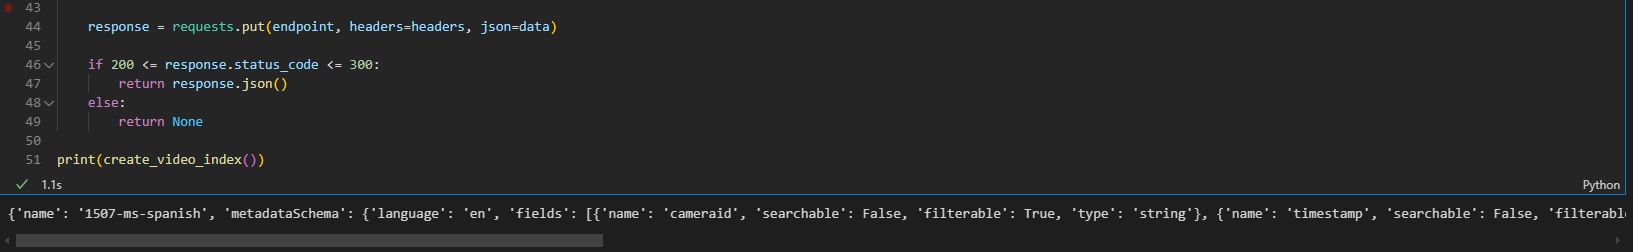 43
44 response = requests.put(endpoint, headers=headers, json=data)
45
46 if 200 <= response.status_code <= 300:
47 return response.json()
48 else:
49 return None
50
51 print(create_video_index())
1.1s Python
{'name': '1507-ms-spanish', 'metadataSchema': {'language': 'en', 'fields': [{'name': 'cameraid', 'searchable': False, 'filterable': True, 'type': 'string'}, {'name': 'timestamp', 'searchable': False, 'filterabl